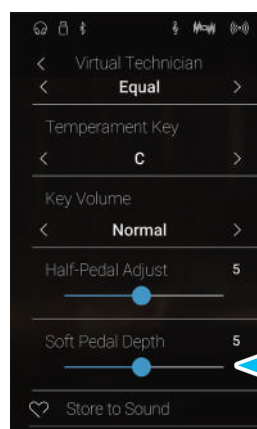 Virtual Technician
Equal
Temperament Key
C
Key Volume
Normal
Half-Pedal Adjust 5
Soft Pedal Depth 5
Store to Sound